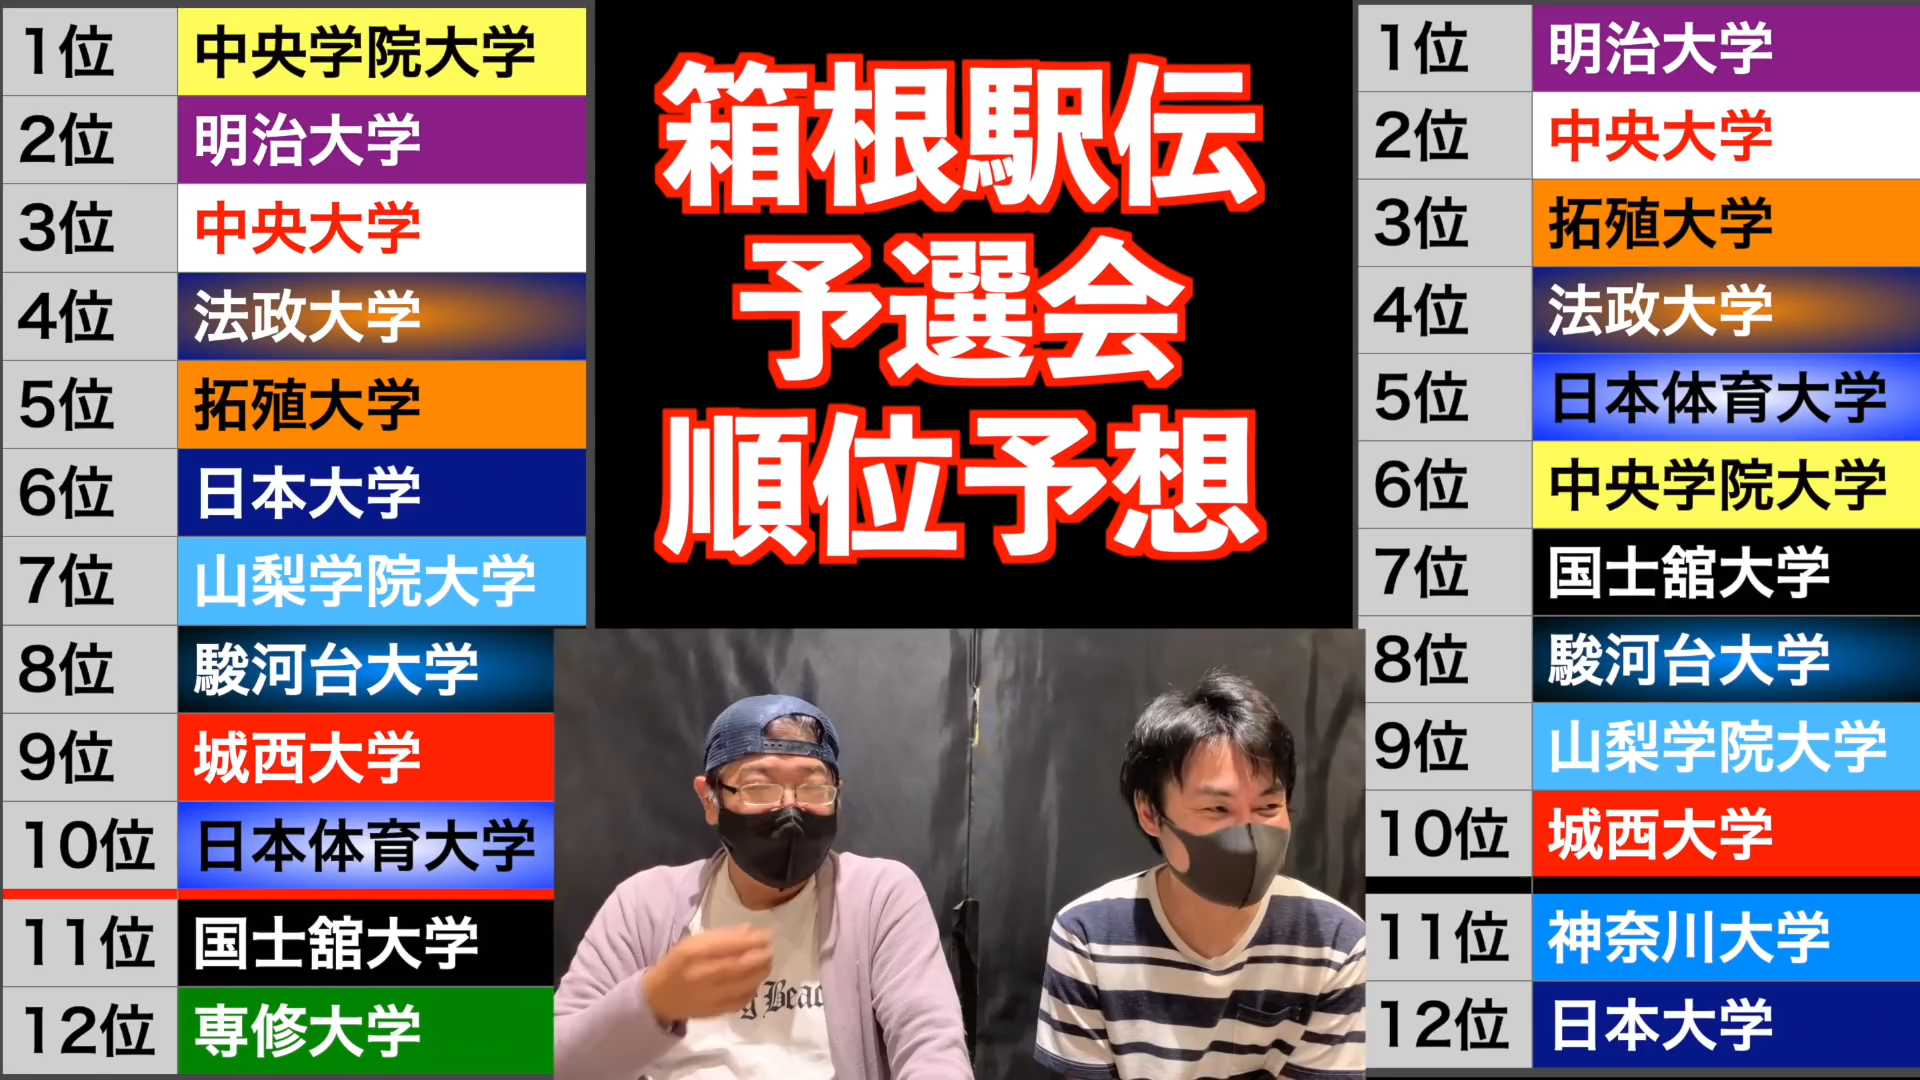 1位 中央学院大学
2位 明治大学
3位 中央大学
4位 法政大学
5位 拓殖大学
6位 日本大学
7位 山梨学院大学
8位 駿河台大学
9位 城西大学
10位 日本体育大学
11位 国士舘大学
12位 専修大学
箱根駅伝
予選会
順位予想
g Beac
1位 明治大学
2位 中央大学
3位 拓殖大学
4位 法政大学
5位 日本体育大学
6位 中央学院大学
7位 国士舘大学
8位 駿河台大学
9位 山梨学院大学
10位 城西大学
11位 神奈川大学
12位 日本大学